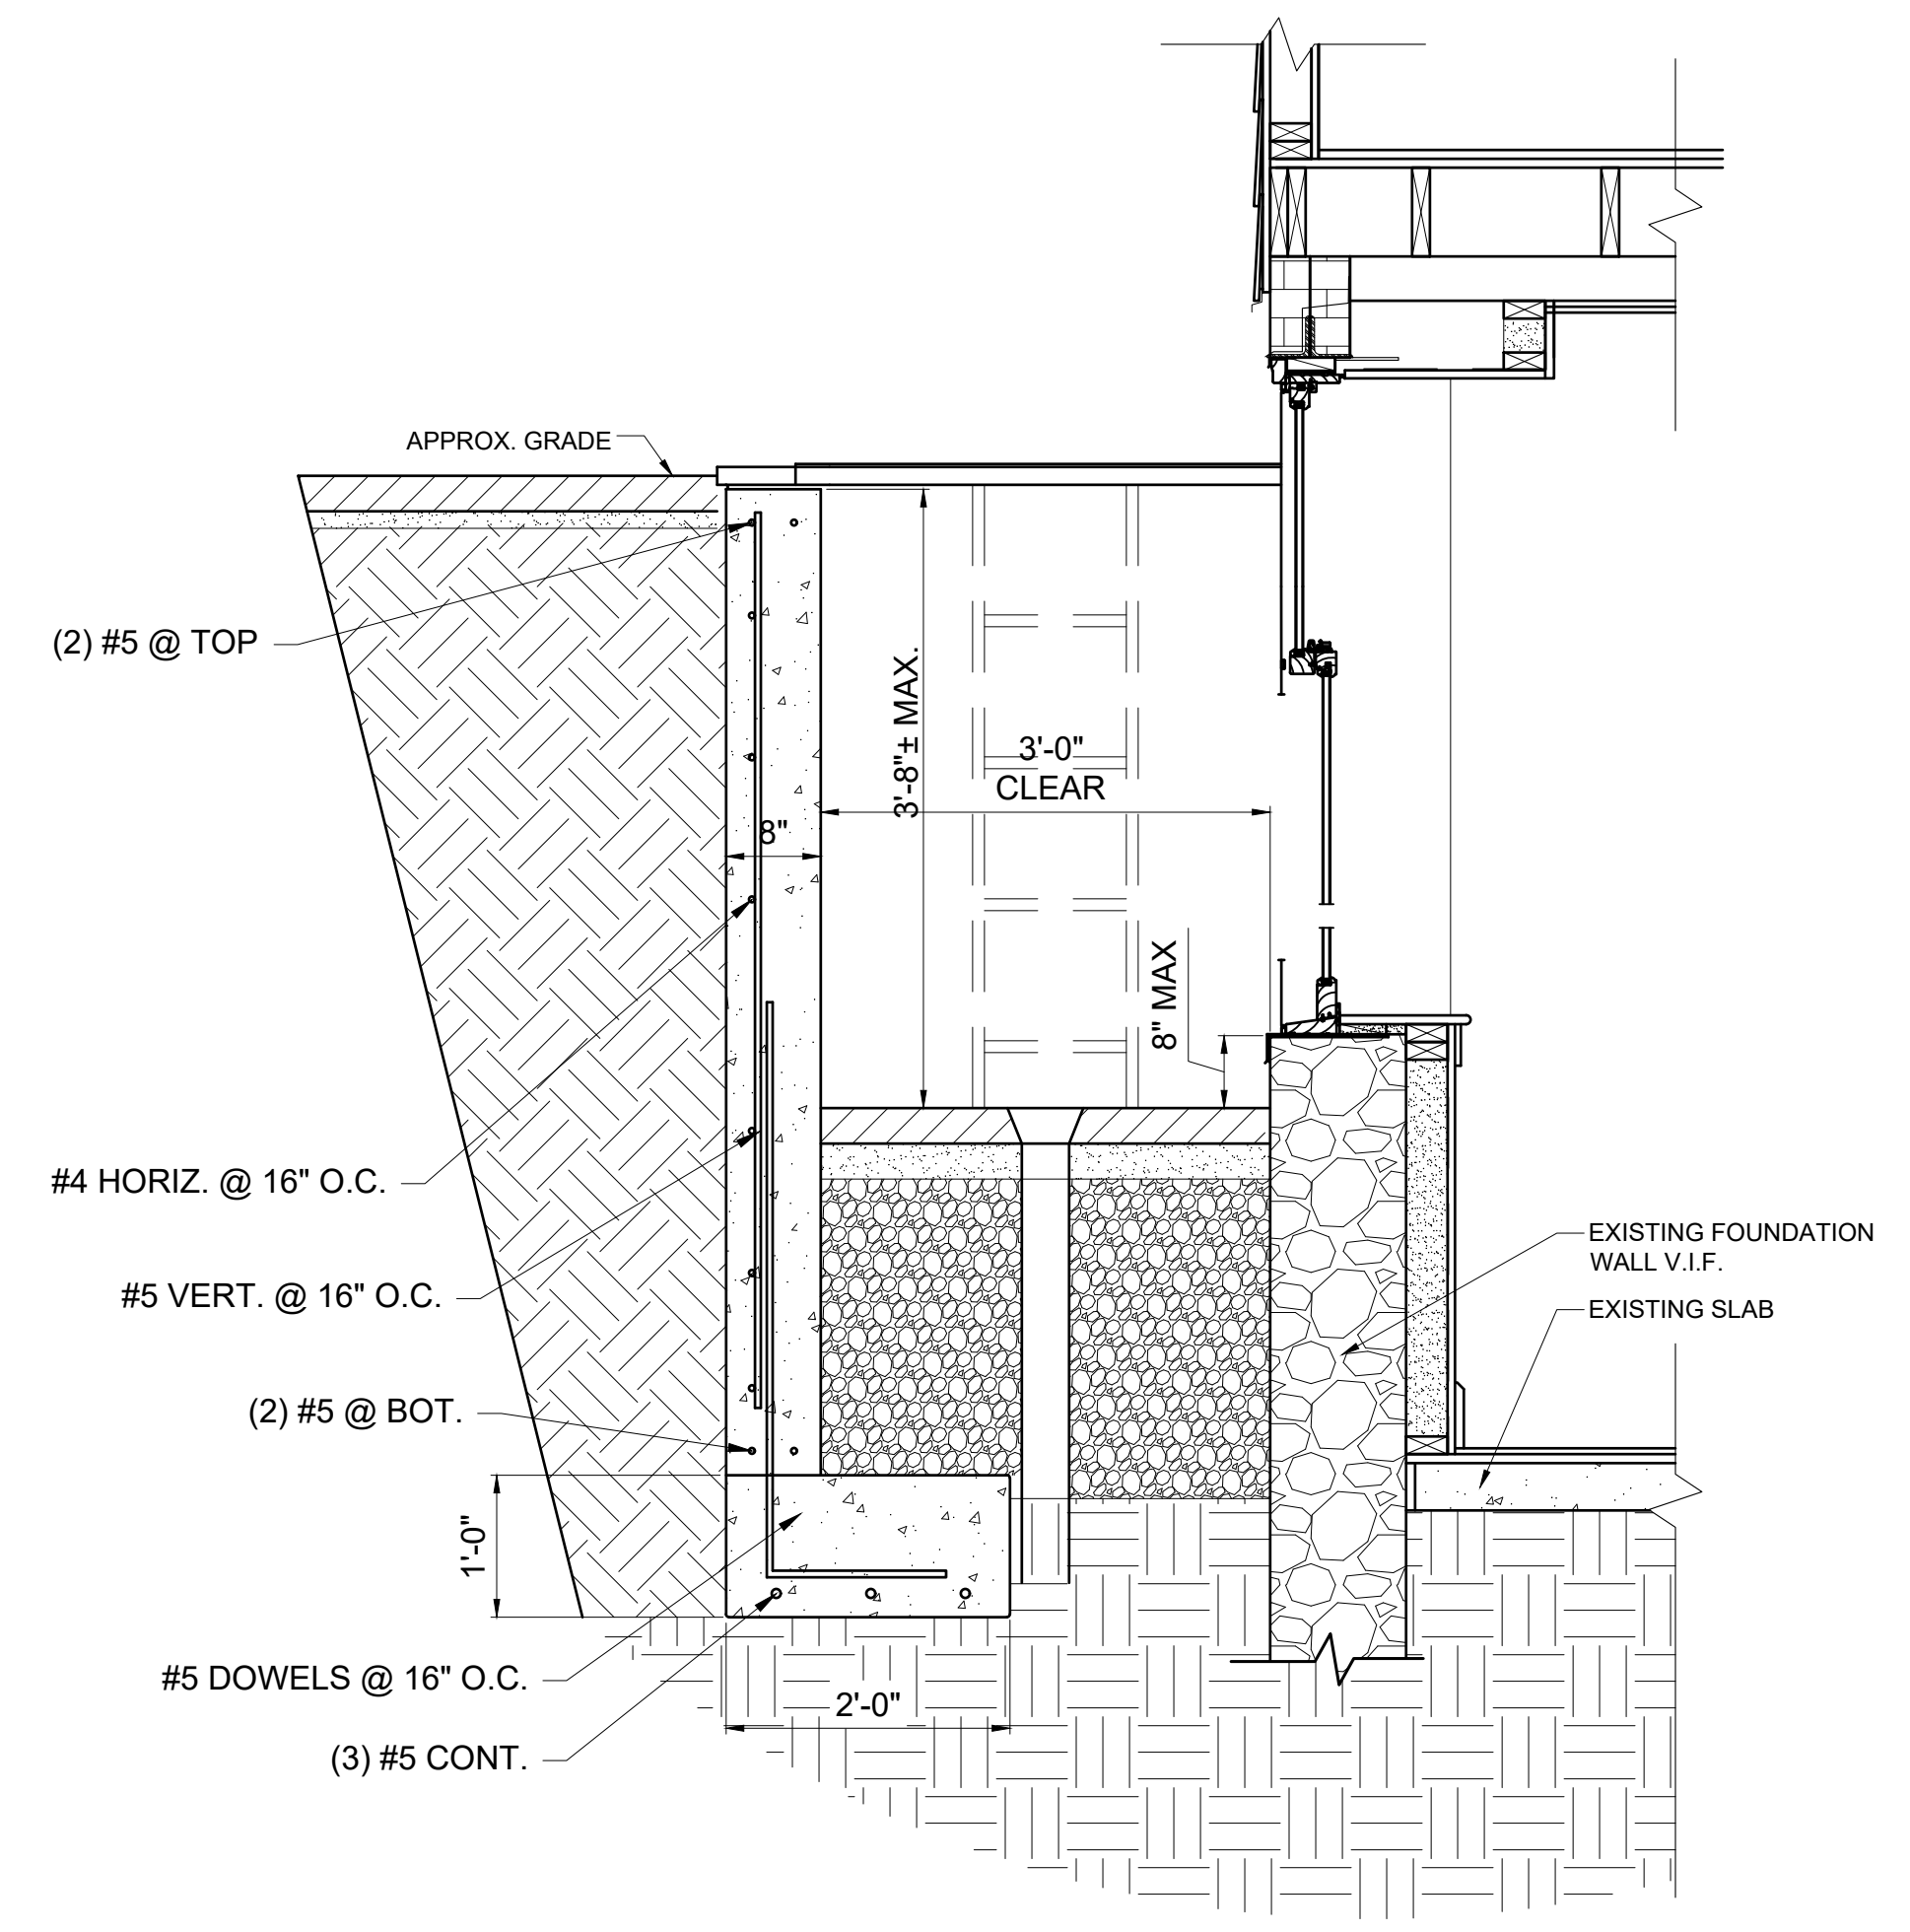 APPROX. GRADE
(2) #5 @ TOP
3'-8"± MAX.
3'-0"
CLEAR
8"
8" MAX
#4 HORIZ. @ 16" O.C.
#5 VERT. @ 16" O.C.
EXISTING FOUNDATION
WALL V.I.F.
EXISTING SLAB
(2) #5 @ BOT.
1'-0"
#5 DOWELS @ 16" O.C.
2'-0"
(3) #5 CONT.